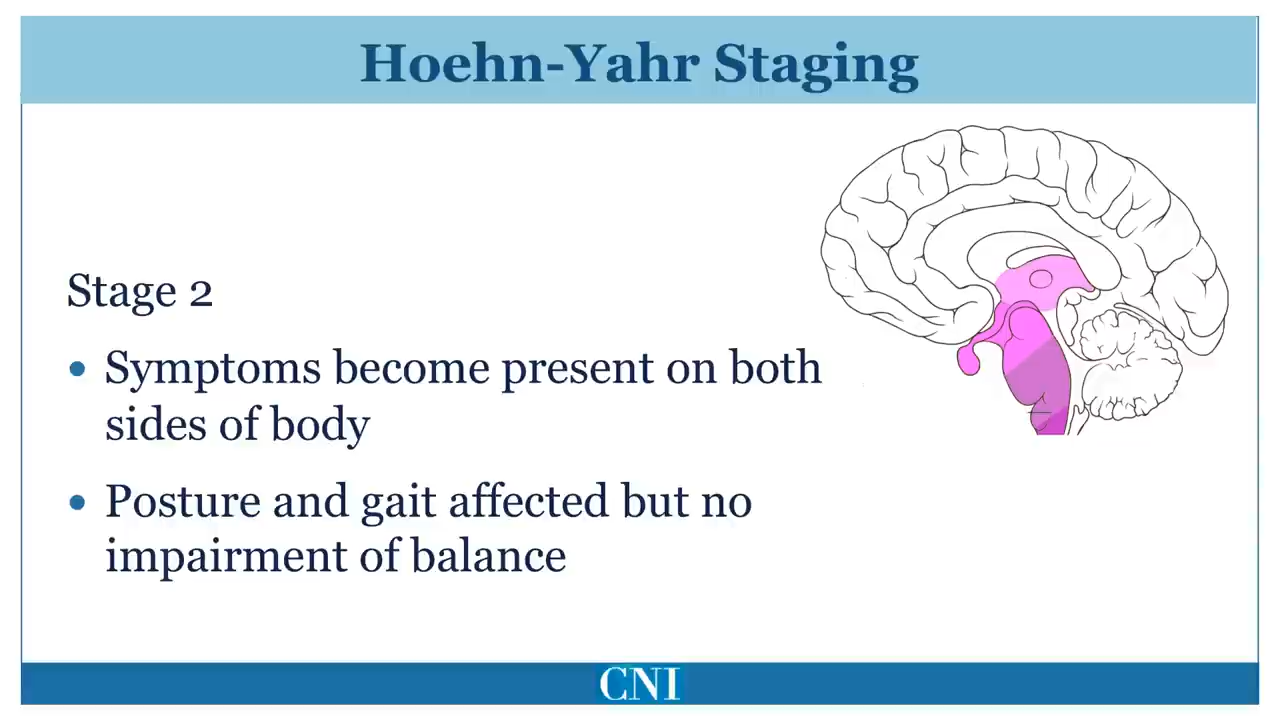 Hoehn-Yahr Staging
Stage 2
• Symptoms become present on both
sides of body
• Posture and gait affected but no
impairment of balance
CNI